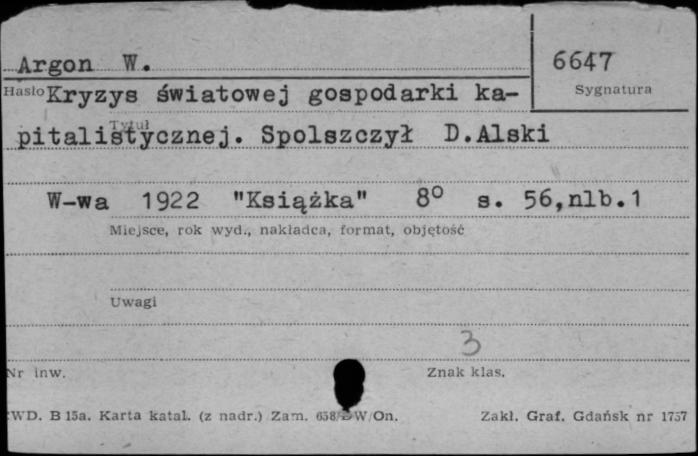 Argon W.
6647
Hasło
Sygnatura
Kryzys światowej gospodarki ka-
Tytuł
pitalistycznej. Spolszczył D.Alski
W-wa 1922 "Książka" 8° s. 56,nlb.1
Miejsce, rok wyd., nakładca, format, objętość
Uwagi
3
Nr inw.
Znak klas.
WD. B 15a. Karta katal. (z nadr.) Zam. W/On.
Zakł. Graf. Gdańsk nr 1757